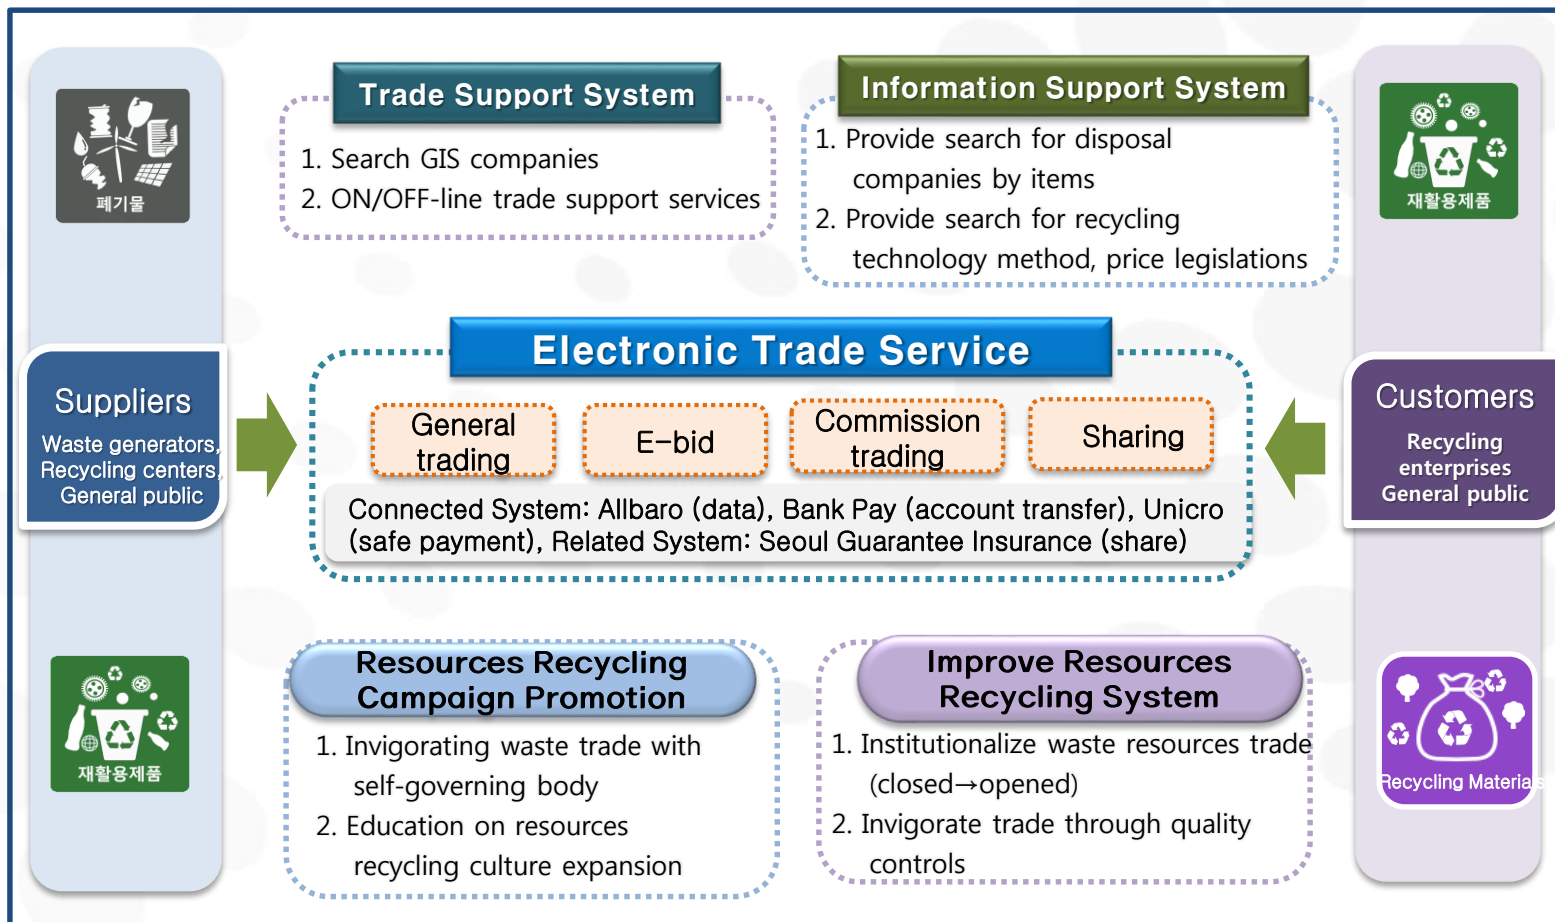 Trade Support System
1. Search GIS companies
2. ON/OFF-line trade support services
Information Support System
1. Provide search for disposal
companies by items
2. Provide search for recycling
technology method, price legislations
폐기물
재활용제품
Suppliers
Waste generators,
Recycling centers,
General public
Electronic Trade Service
General
trading
E-bid
Commission
trading
Sharing
Connected System: Allbaro (data), Bank Pay (account transfer), Unicro
(safe payment), Related System: Seoul Guarantee Insurance (share)
Customers
Recycling
enterprises
General public
재활용제품
Resources Recycling
Campaign Promotion
1. Invigorating waste trade with
self-governing body
2. Education on resources
recycling culture expansion
Improve Resources
Recycling System
1. Institutionalize waste resources trade
(closed→opened)
2. Invigorate trade through quality
controls
Recycling Materials